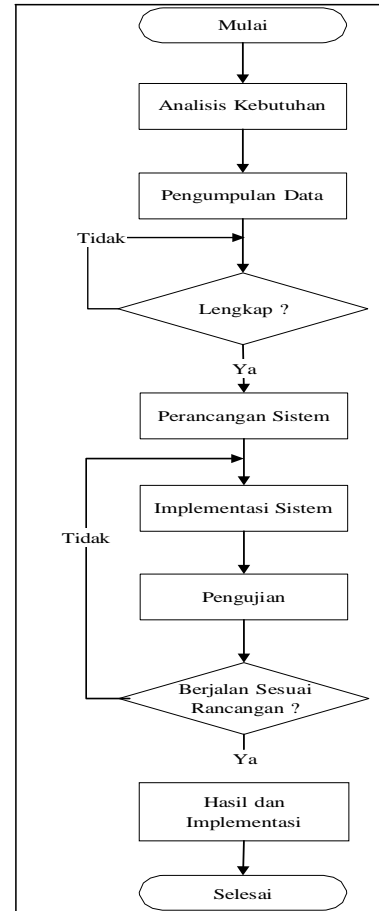 Mulai
Analisis Kebutuhan
Pengumpulan Data
Tidak
Lengkap ?
Ya
Perancangan Sistem
Implementasi Sistem
Tidak
Pengujian
Berjalan Sesuai
Rancangan ?
Ya
Hasil dan
Implementasi
Selesai